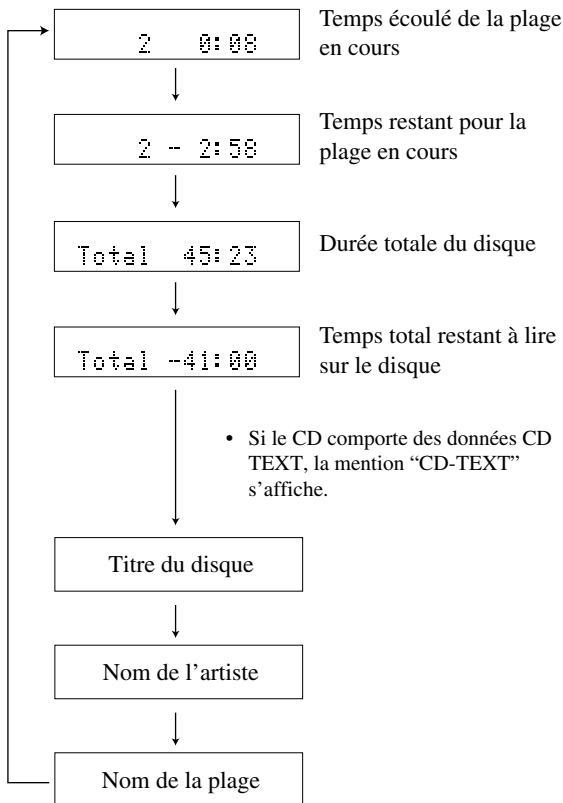 2 0:08
Temps écoulé de la plage
en cours
2 - 2:58
Temps restant pour la
plage en cours
Total 45:23
Durée totale du disque
Total -41:00
Temps total restant à lire
sur le disque
• Si le CD comporte des données CD
TEXT, la mention “CD-TEXT”
s’affiche.
Titre du disque
Nom de l’artiste
Nom de la plage